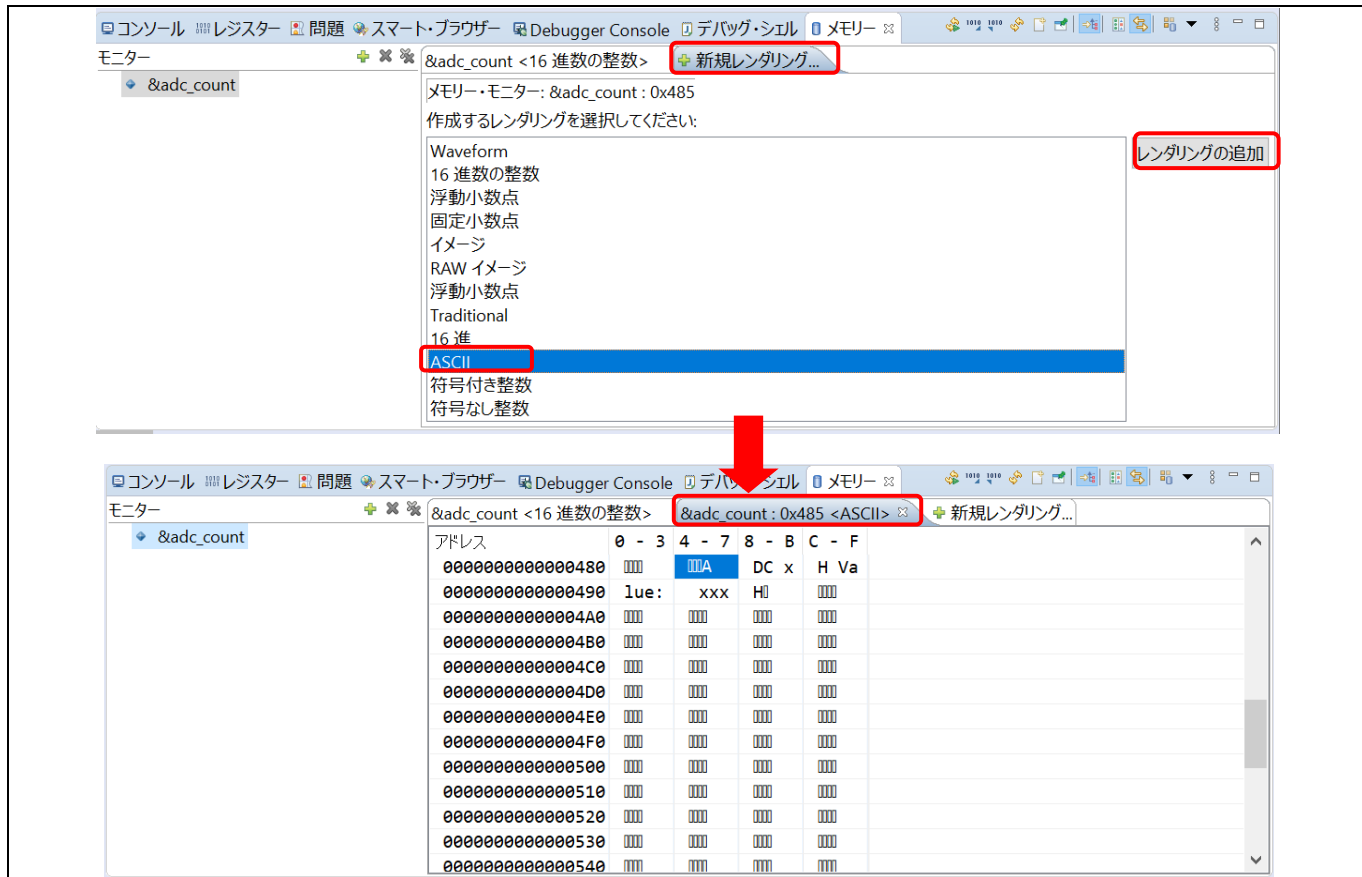 コンソール レジスター 問題 スマート・ブラウザー Debugger Console デバッグ・シェル メモリー
モニター
&adc_count <16 進数の整数> 新規レンダリング...
&adc_count
メモリー・モニター: &adc_count : 0x485
作成するレンダリングを選択してください:
Waveform
レンダリングの追加
16 進数の整数
浮動小数点
固定小数点
イメージ
RAW イメージ
浮動小数点
Traditional
16 進
ASCII
符号付き整数
符号なし整数
コンソール レジスター 問題 スマート・ブラウザー Debugger Console メモリー
モニター
&adc_count <16 進数の整数> &adc_count : 0x485 <ASCII> 新規レンダリング...
&adc_count
アドレス 0 - 3 4 - 7 8 - B C - F
0000000000000480 ▯▯▯▯ ▯▯▯A DC x H Va
0000000000000490 lue: xxx H▯ ▯▯▯▯
00000000000004A0 ▯▯▯▯ ▯▯▯▯ ▯▯▯▯ ▯▯▯▯
00000000000004B0 ▯▯▯▯ ▯▯▯▯ ▯▯▯▯ ▯▯▯▯
00000000000004C0 ▯▯▯▯ ▯▯▯▯ ▯▯▯▯ ▯▯▯▯
00000000000004D0 ▯▯▯▯ ▯▯▯▯ ▯▯▯▯ ▯▯▯▯
00000000000004E0 ▯▯▯▯ ▯▯▯▯ ▯▯▯▯ ▯▯▯▯
00000000000004F0 ▯▯▯▯ ▯▯▯▯ ▯▯▯▯ ▯▯▯▯
0000000000000500 ▯▯▯▯ ▯▯▯▯ ▯▯▯▯ ▯▯▯▯
0000000000000510 ▯▯▯▯ ▯▯▯▯ ▯▯▯▯ ▯▯▯▯
0000000000000520 ▯▯▯▯ ▯▯▯▯ ▯▯▯▯ ▯▯▯▯
0000000000000530 ▯▯▯▯ ▯▯▯▯ ▯▯▯▯ ▯▯▯▯
0000000000000540 ▯▯▯▯ ▯▯▯▯ ▯▯▯▯ ▯▯▯▯